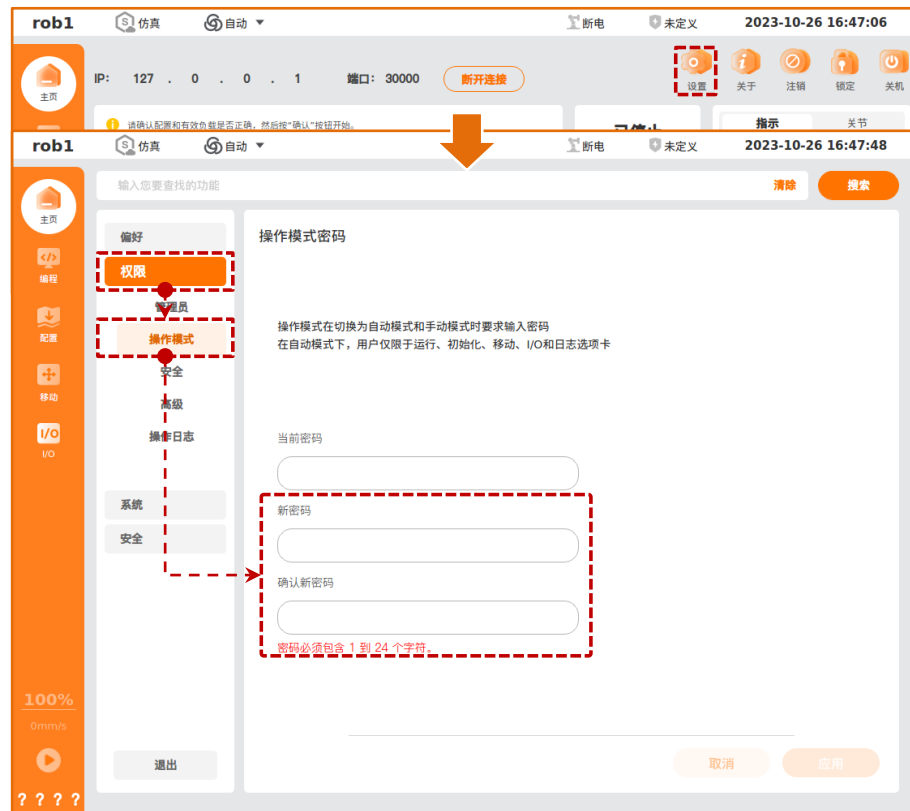 rob1 仿真 自动 断电 未定义 2023-10-26 16:47:06
IP: 127 . 0 . 0 . 1 端口: 30000 断开连接
设置 关于 注销 锁定 关机
主页
请确认配置和有效负载是否正确，然后按"确认"按钮开始。
已停止
指示 关节
rob1 仿真 自动 断电 未定义 2023-10-26 16:47:48
输入您要查找的功能 清除 搜索
主页
编程
配置
移动
I/O
I/O
100%
0mm/s
? ? ? ?
偏好
权限
管理员
操作模式
安全
高级
操作日志
系统
安全
退出
操作模式密码
操作模式在切换为自动模式和手动模式时要求输入密码
在自动模式下，用户仅限于运行、初始化、移动、I/O和日志选项卡
当前密码
新密码
确认新密码
密码必须包含 1 到 24 个字符。
取消 应用